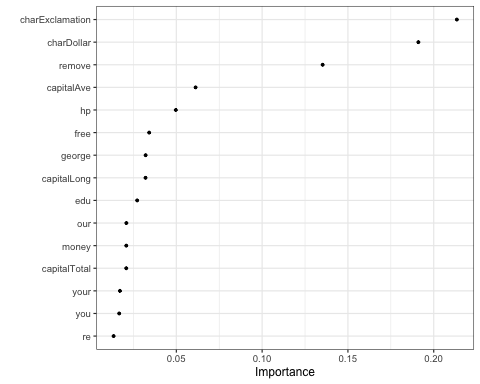 charExclamation
charDollar
remove
capitalAve
hp
free
george
capitalLong
edu
our
money
capitalTotal
your
you
re
0.05 0.10 0.15 0.20
Importance